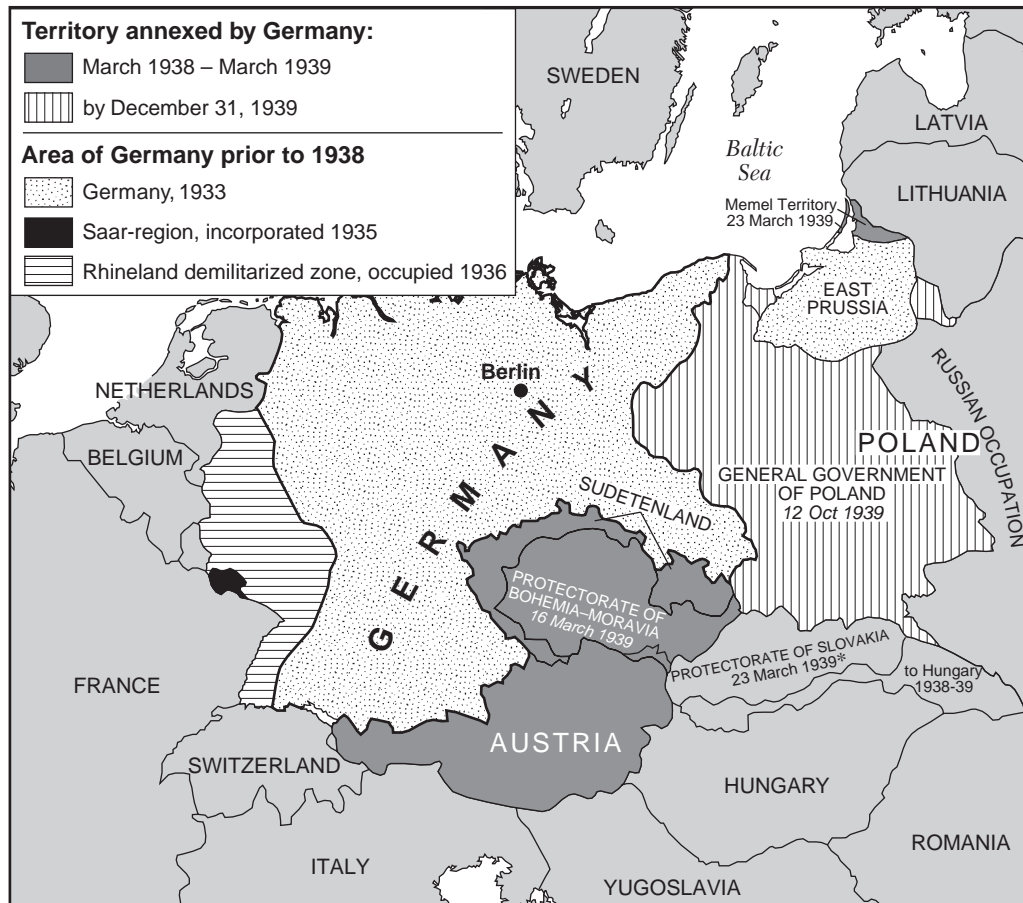 Territory annexed by Germany:
March 1938 – March 1939
by December 31, 1939
Area of Germany prior to 1938
Germany, 1933
Saar-region, incorporated 1935
Rhineland demilitarized zone, occupied 1936
SWEDEN
LATVIA
Baltic
Sea
LITHUANIA
Memel Territory
23 March 1939
EAST
PRUSSIA
NETHERLANDS
Berlin
GERMANY
RUSSIAN OCCUPATION
BELGIUM
POLAND
GENERAL GOVERNMENT
OF POLAND
12 Oct 1939
SUDETENLAND
PROTECTORATE OF
BOHEMIA–MORAVIA
16 March 1939
PROTECTORATE OF SLOVAKIA
23 March 1939*
to Hungary
1938-39
FRANCE
AUSTRIA
SWITZERLAND
HUNGARY
ROMANIA
ITALY
YUGOSLAVIA